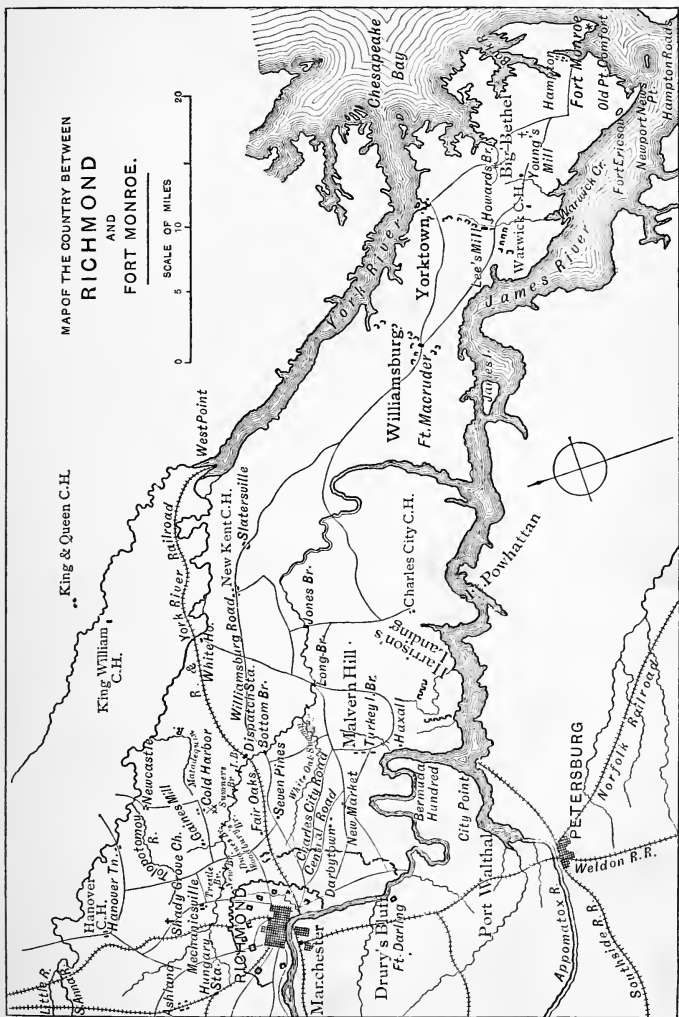 MAP OF THE COUNTRY BETWEEN
RICHMOND
AND
FORT MONROE.
SCALE OF MILES
0 5 10 20
Chesapeake
Bay
York River
James River
Hampton
Fort Monroe
Old Pt. Comfort
Hampton Roads
Newport News
Pt.
Fort Ericson
Warwick Cr.
Big-Bethel
Young's
Mill
Howards Br.
Warwick C.H.
Lee's Mill
Yorktown
Williamsburg
Ft. Macruder
James I.
West Point
King & Queen C.H.
King William
C.H.
R. & York River Railroad
White Ho.
New Kent C.H.
Slatersville
Williamsburg Road
Dispatch Sta.
Bottom Br.
Jones Br.
Long Br.
Charles City C.H.
Powhattan
Harrison's
Landing
Malvern Hill
Turkey I. Br.
Haxall
Newcastle
Cold Harbor
Gaines Mill
Tolopotomoy
R.
Hanover
C.H.
Hanover Tn.
Shady Grove Ch.
Mechanicsville
Ashland
Hungary
Sta.
Little R.
S. Anna R.
Fair Oaks
Seven Pines
Charles City Road
Central Road
Darbytown
New Market
RICHMOND
Manchester
Drury's Bluff
Ft. Darling
Bermuda
Hundred
City Point
Port Walthal
PETERSBURG
Norfolk Railroad
Weldon R.R.
Appomatox R.
Southside R.R.